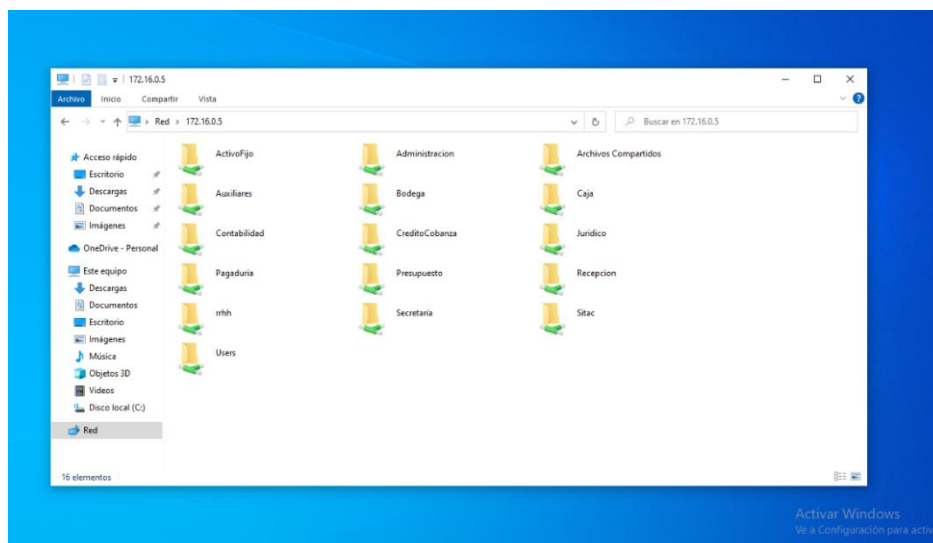 172.16.0.5
Archivo Inicio Compartir Vista
Red > 172.16.0.5 Buscar en 172.16.0.5
Acceso rápido
Escritorio
Descargas
Documentos
Imágenes
OneDrive - Personal
Este equipo
Descargas
Documentos
Escritorio
Imágenes
Música
Objetos 3D
Videos
Disco local (C:)
Red
ActivoFijo Administracion Archivos Compartidos
Auxiliares Bodega Caja
Contabilidad CreditoCobanza Juridico
Pagaduria Presupuesto Recepcion
rrhh Secretaría Sitac
Users
16 elementos
Activar Windows
Ve a Configuración para activ